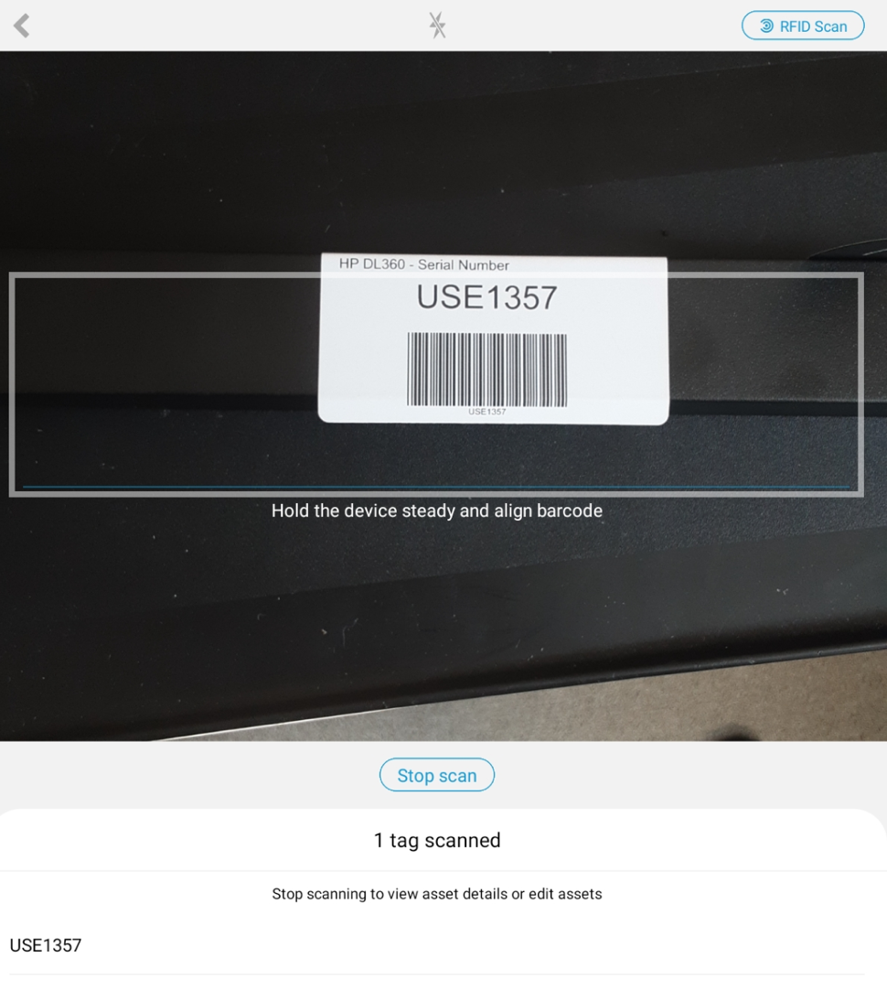 RFID Scan
HP DL360 - Serial Number
USE1357
USE1357
Hold the device steady and align barcode
Stop scan
1 tag scanned
Stop scanning to view asset details or edit assets
USE1357